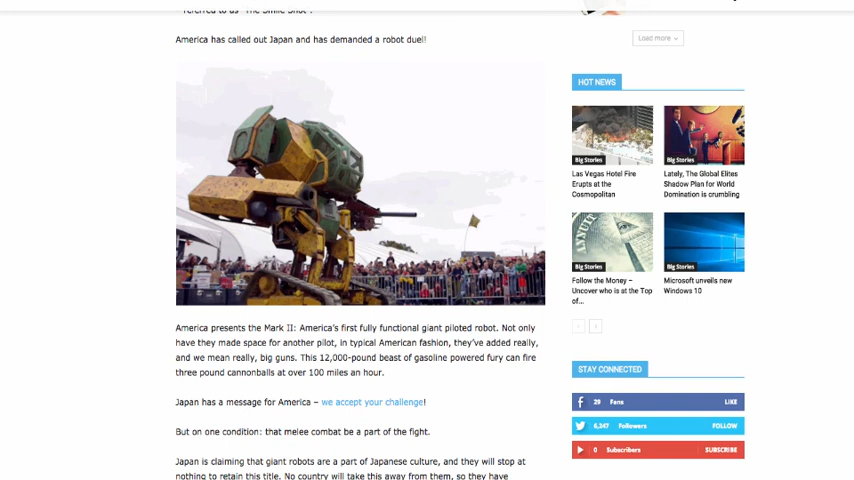 referred to as "The Smile Shot".
America has called out Japan and has demanded a robot duel!
America presents the Mark II: America's first fully functional giant piloted robot. Not only
have they made space for another pilot, in typical American fashion, they've added really,
and we mean really, big guns. This 12,000-pound beast of gasoline powered fury can fire
three pound cannonballs at over 100 miles an hour.
Japan has a message for America – we accept your challenge!
But on one condition: that melee combat be a part of the fight.
Japan is claiming that giant robots are a part of Japanese culture, and they will stop at
nothing to retain this title. No country will take this away from them, so they have
Load more
HOT NEWS
Big Stories
Las Vegas Hotel Fire
Erupts at the
Cosmopolitan
Big Stories
Lately, The Global Elites
Shadow Plan for World
Domination is crumbling
ANNUIT
Big Stories
Follow the Money –
Uncover who is at the Top
of...
Big Stories
Microsoft unveils new
Windows 10
STAY CONNECTED
29 Fans LIKE
6,247 Followers FOLLOW
0 Subscribers SUBSCRIBE